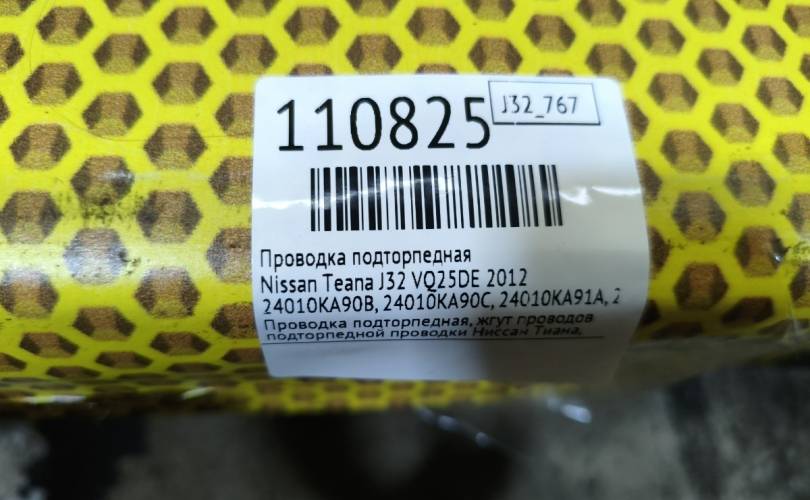 110825
J32_767
Проводка подторпедная
Nissan Teana J32 VQ25DE 2012
24010KA90B, 24010KA90C, 24010KA91A, 2
Проводка подторпедная, жгут проводов
подторпедной проводки Ниссан Тиана,